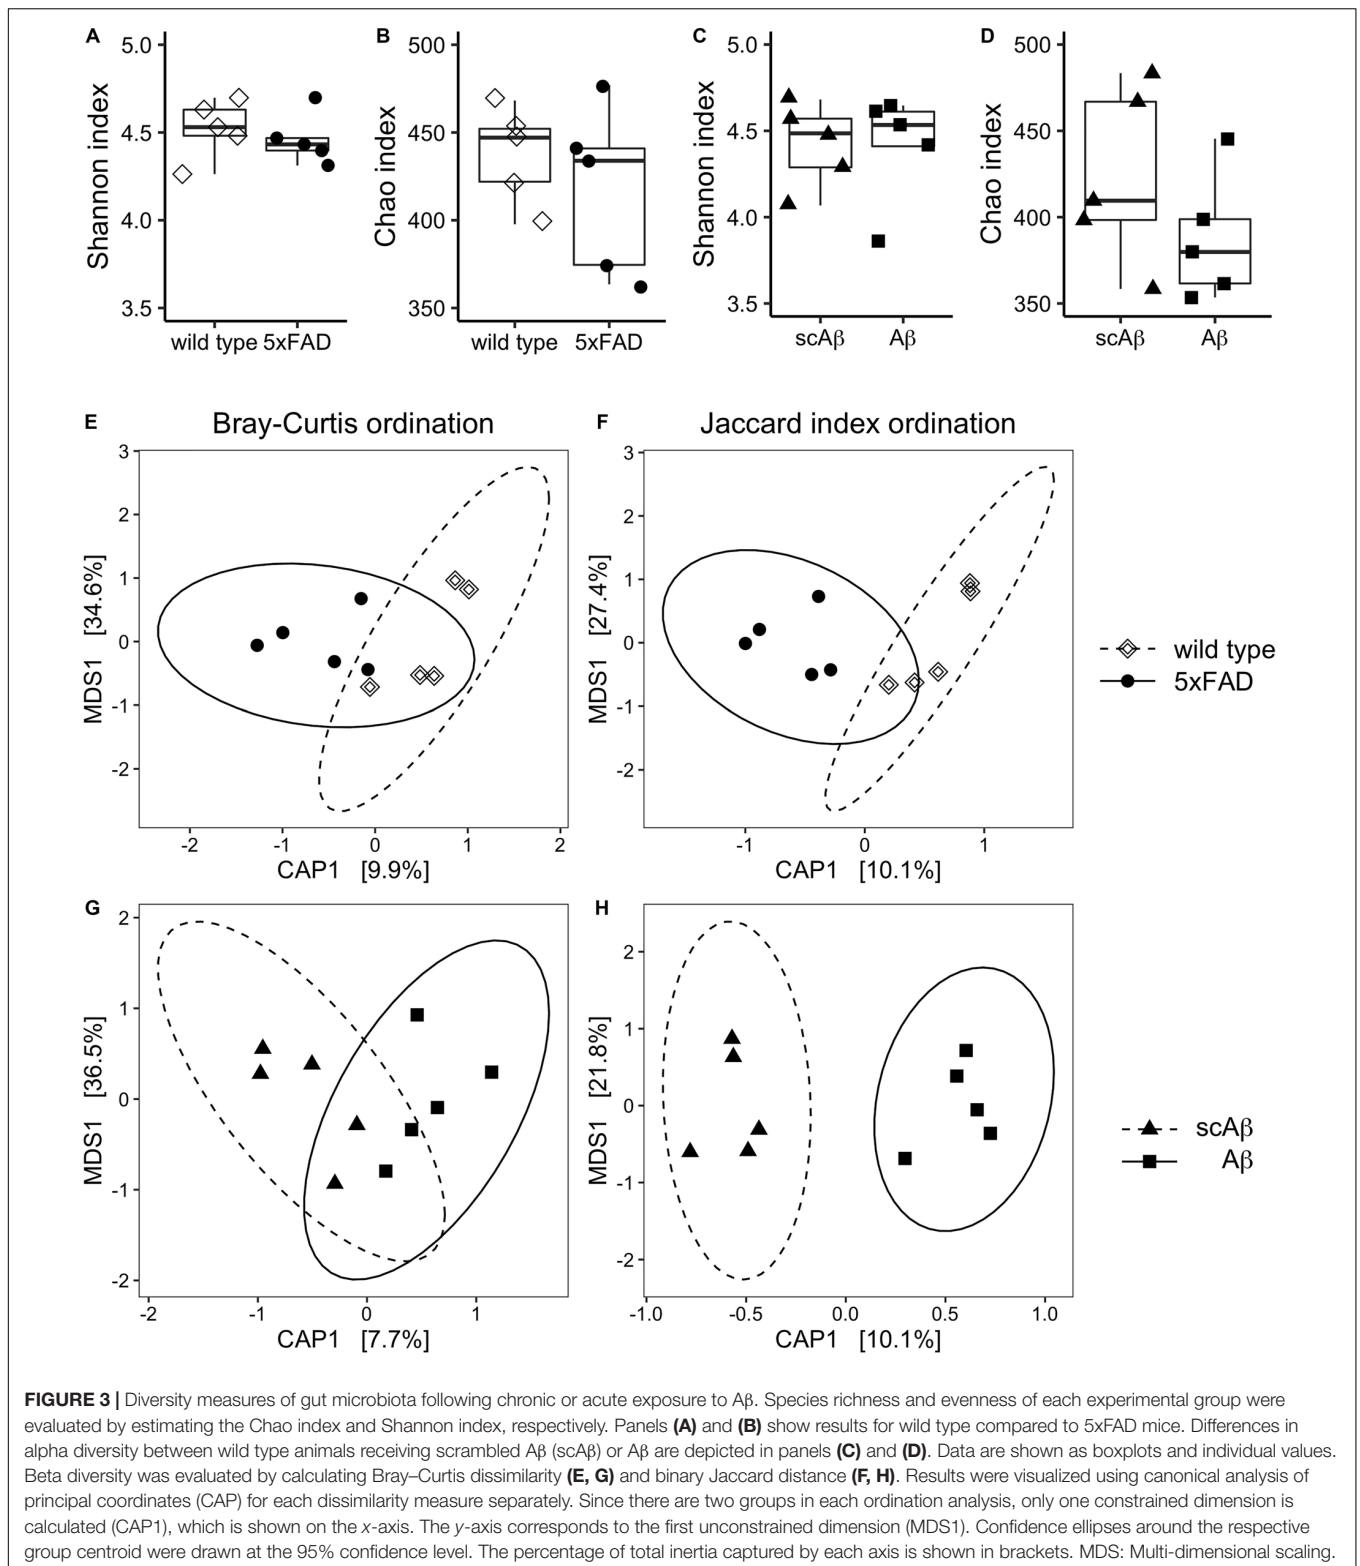 A
B
C
D
5.0
4.5
4.0
3.5
Shannon index
wild type 5xFAD
500
450
400
350
Chao index
wild type 5xFAD
5.0
4.5
4.0
3.5
Shannon index
scAβ Aβ
500
450
400
350
Chao index
scAβ Aβ
E Bray-Curtis ordination
3
2
1
0
-1
-2
MDS1 [34.6%]
-2 -1 0 1 2
CAP1 [9.9%]
F Jaccard index ordination
3
2
1
0
-1
-2
MDS1 [27.4%]
-1 0 1
CAP1 [10.1%]
wild type
5xFAD
G
2
1
0
-1
-2
MDS1 [36.5%]
-2 -1 0 1
CAP1 [7.7%]
H
2
1
0
-1
-2
MDS1 [21.8%]
-1.0 -0.5 0.0 0.5 1.0
CAP1 [10.1%]
scAβ
Aβ
FIGURE 3 | Diversity measures of gut microbiota following chronic or acute exposure to Aβ. Species richness and evenness of each experimental group were
evaluated by estimating the Chao index and Shannon index, respectively. Panels (A) and (B) show results for wild type compared to 5xFAD mice. Differences in
alpha diversity between wild type animals receiving scrambled Aβ (scAβ) or Aβ are depicted in panels (C) and (D). Data are shown as boxplots and individual values.
Beta diversity was evaluated by calculating Bray–Curtis dissimilarity (E, G) and binary Jaccard distance (F, H). Results were visualized using canonical analysis of
principal coordinates (CAP) for each dissimilarity measure separately. Since there are two groups in each ordination analysis, only one constrained dimension is
calculated (CAP1), which is shown on the x-axis. The y-axis corresponds to the first unconstrained dimension (MDS1). Confidence ellipses around the respective
group centroid were drawn at the 95% confidence level. The percentage of total inertia captured by each axis is shown in brackets. MDS: Multi-dimensional scaling.